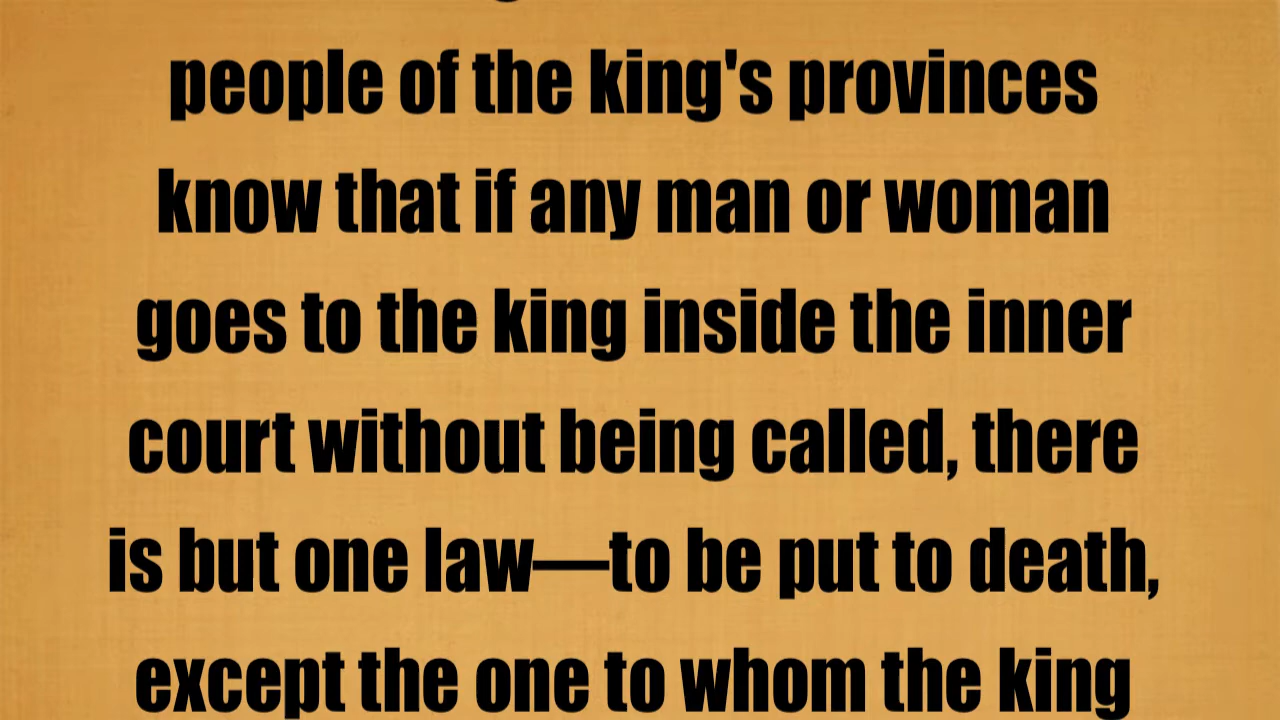 people of the king's provinces
know that if any man or woman
goes to the king inside the inner
court without being called, there
is but one law—to be put to death,
except the one to whom the king